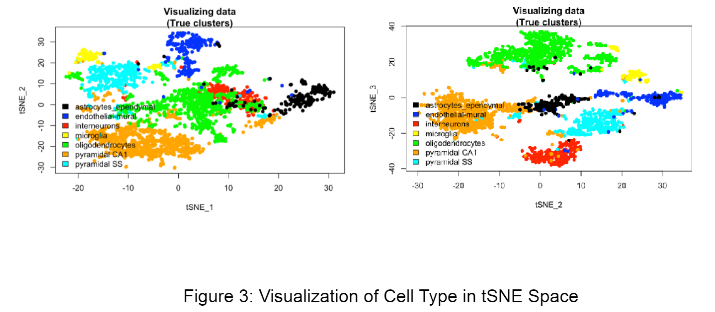 Visualizing data
(True clusters)
tSNE_2
30
20
10
0
-10
-20
-30
astrocytes_ependymal
endothelial-mural
interneurons
microglia
oligodendrocytes
pyramidal CA1
pyramidal SS
-20
-10
0
10
20
30
tSNE_1
Visualizing data
(True clusters)
tSNE_3
40
20
0
-20
-40
astrocytes_ependymal
endothelial-mural
interneurons
microglia
oligodendrocytes
pyramidal CA1
pyramidal SS
-30
-20
-10
0
10
20
30
tSNE_2
Figure 3: Visualization of Cell Type in tSNE Space